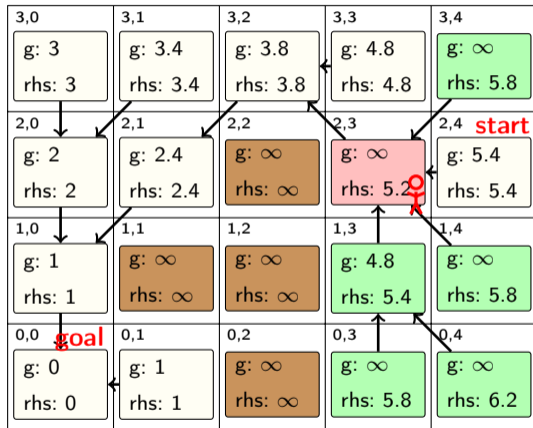 3,0 3,1 3,2 3,3 3,4
g: 3 g: 3.4 g: 3.8 g: 4.8 g: ∞
rhs: 3 rhs: 3.4 rhs: 3.8 rhs: 4.8 rhs: 5.8
2,0 2,1 2,2 2,3 2,4 start
g: 2 g: 2.4 g: ∞ g: ∞ g: 5.4
rhs: 2 rhs: 2.4 rhs: ∞ rhs: 5.2 rhs: 5.4
1,0 1,1 1,2 1,3 1,4
g: 1 g: ∞ g: ∞ g: 4.8 g: ∞
rhs: 1 rhs: ∞ rhs: ∞ rhs: 5.4 rhs: 5.8
0,0 goal 0,1 0,2 0,3 0,4
g: 0 g: 1 g: ∞ g: ∞ g: ∞
rhs: 0 rhs: 1 rhs: ∞ rhs: 5.8 rhs: 6.2